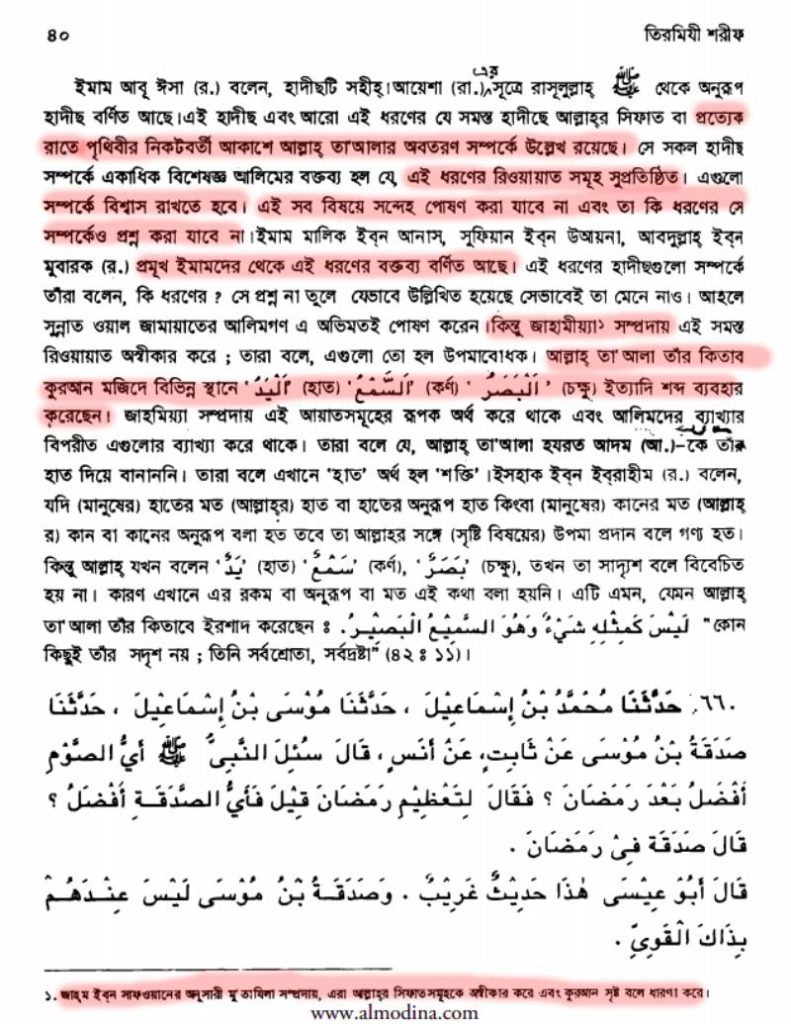 ৪০ তিরমিযী শরীফ
ইমাম আবূ ঈসা (র.) বলেন, হাদীছটি সহীহ্।আয়েশা (রা.) এর সূত্রে রাসূলুল্লাহ্ ﷺ থেকে অনুরূপ
হাদীছ বর্ণিত আছে।এই হাদীছ এবং আরো এই ধরণের যে সমস্ত হাদীছে আল্লাহ্‌র সিফাত বা প্রত্যেক
রাতে পৃথিবীর নিকটবর্তী আকাশে আল্লাহ্ তা'আলার অবতরণ সম্পর্কে উল্লেখ রয়েছে। সে সকল হাদীছ
সম্পর্কে একাধিক বিশেষজ্ঞ আলিমের বক্তব্য হল যে, এই ধরণের রিওয়ায়াত সমূহ সুপ্রতিষ্ঠিত। এগুলো
সম্পর্কে বিশ্বাস রাখতে হবে। এই সব বিষয়ে সন্দেহ পোষণ করা যাবে না এবং তা কি ধরণের সে
সম্পর্কেও প্রশ্ন করা যাবে না।ইমাম মালিক ইব্‌ন আনাস, সুফিয়ান ইব্‌ন উআয়না, আবদুল্লাহ্ ইব্‌ন
মুবারক (র.) প্রমূখ ইমামদের থেকে এই ধরণের বক্তব্য বর্ণিত আছে। এই ধরণের হাদীছগুলো সম্পর্কে
তাঁরা বলেন, কি ধরণের ? সে প্রশ্ন না তুলে যেভাবে উল্লিখিত হয়েছে সেভাবেই তা মেনে নাও। আহলে
সুন্নাত ওয়াল জামায়াতের আলিমগণ এ অভিমতই পোষণ করেন।কিন্তু জাহামীয়্যা১ সম্প্রদায় এই সমস্ত
রিওয়ায়াত অস্বীকার করে ; তারা বলে, এগুলো তো হল উপমাবোধক। আল্লাহ্ তা'আলা তাঁর কিতাব
কুরআন মজিদে বিভিন্ন স্থানে 'اَلْيَدُ' (হাত) 'اَلسَّمْعُ' (কর্ণ) 'اَلْبَصَرُ' (চক্ষু) ইত্যাদি শব্দ ব্যবহার
করেছেন। জাহমিয়্যা সম্প্রদায় এই আয়াতসমূহের রূপক অর্থ করে থাকে এবং আলিমদের ব্যাখ্যার
বিপরীত এগুলোর ব্যাখ্যা করে থাকে। তারা বলে যে, আল্লাহ্ তা'আলা হযরত আদম (আ.)-কে তাঁর
হাত দিয়ে বানাননি। তারা বলে এখানে 'হাত' অর্থ হল 'শক্তি'।ইসহাক ইব্‌ন ইবরাহীম (র.) বলেন,
যদি (মানুষের) হাতের মত (আল্লাহ্‌র) হাত বা হাতের অনুরূপ হাত কিংবা (মানুষের) কানের মত (আল্লাহ্
র) কান বা কানের অনুরূপ বলা হত তবে তা আল্লাহর সঙ্গে (সৃষ্টি বিষয়ের) উপমা প্রদান বলে গণ্য হত।
কিন্তু আল্লাহ্ যখন বলেন 'يَدٌ' (হাত) 'سَمْعٌ' (কর্ণ), 'بَصَرٌ' (চক্ষু), তখন তা সাদৃশ্য বলে বিবেচিত
হয় না। কারণ এখানে এর রকম বা অনুরূপ বা মত এই কথা বলা হয়নি। এটি এমন, যেমন আল্লাহ্
তা'আলা তাঁর কিতাবে ইরশাদ করেছেন ঃ لَيْسَ كَمِثْلِهِ شَيْءٌ وَهُوَ السَّمِيْعُ الْبَصِيْرُ. "কোন
কিছুই তাঁর সদৃশ নয় ; তিনি সর্বশ্রোতা, সর্বদ্রষ্টা" (৪২ ঃ ১১)।
٦٦٠. حَدَّثَنَا مُحَمَّدُ بْنُ إِسْمَاعِيْلَ ، حَدَّثَنَا مُوْسَى بْنُ إِسْمَاعِيْلَ ، حَدَّثَنَا
صَدَقَةُ بْنُ مُوْسَى عَنْ ثَابِتٍ، عَنْ أَنَسٍ ، قَالَ سُئِلَ النَّبِيُّ ﷺ أَيُّ الصَّوْمِ
أَفْضَلُ بَعْدَ رَمَضَانَ ؟ فَقَالَ لِتَعْظِيْمِ رَمَضَانَ قِيْلَ فَأَيُّ الصَّدَقَةِ أَفْضَلُ ؟
قَالَ صَدَقَة فِىْ رَمَضَانَ .
قَالَ أَبُوْ عِيْسَى هٰذَا حَدِيْثٌ غَرِيْبٌ . وَصَدَقَةُ بْنُ مُوْسَى لَيْسَ عِنْدَهُمْ
بِذَاكَ الْقَوِيِّ .
১. জাহম ইব্‌ন সাফওয়ানের অনুসারী মু'তাযিলা সম্প্রদায়, এরা আল্লাহর সিফাতসমূহকে অস্বীকার করে এবং কুরআন সৃষ্ট বলে ধারণা করে।
www.almodina.com